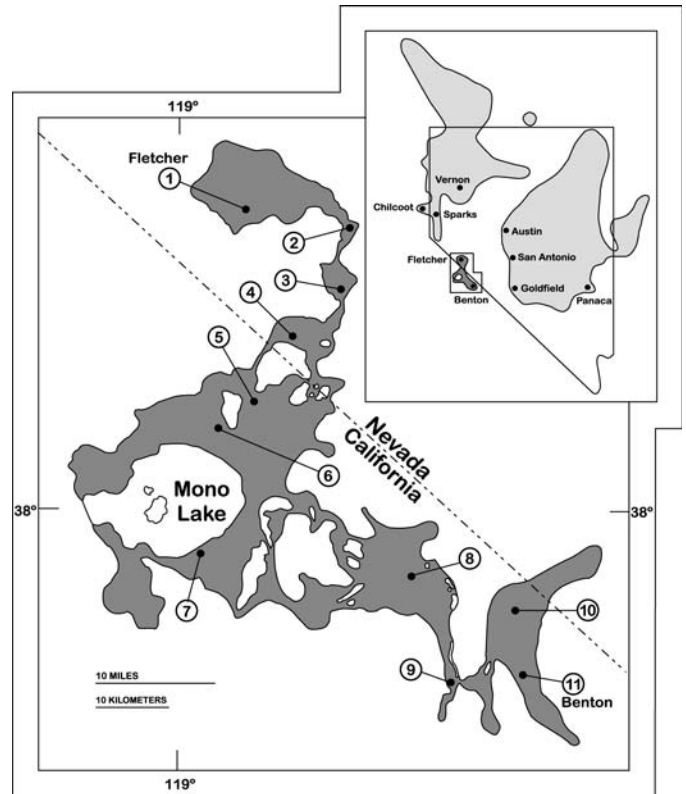 119°
Fletcher
1
2
3
4
5
6
Nevada
California
Mono
Lake
38°
38°
7
8
9
10
11
Benton
10 MILES
10 KILOMETERS
119°
Vernon
Chilcoot
Sparks
Austin
Fletcher
San Antonio
Benton
Goldfield
Panaca